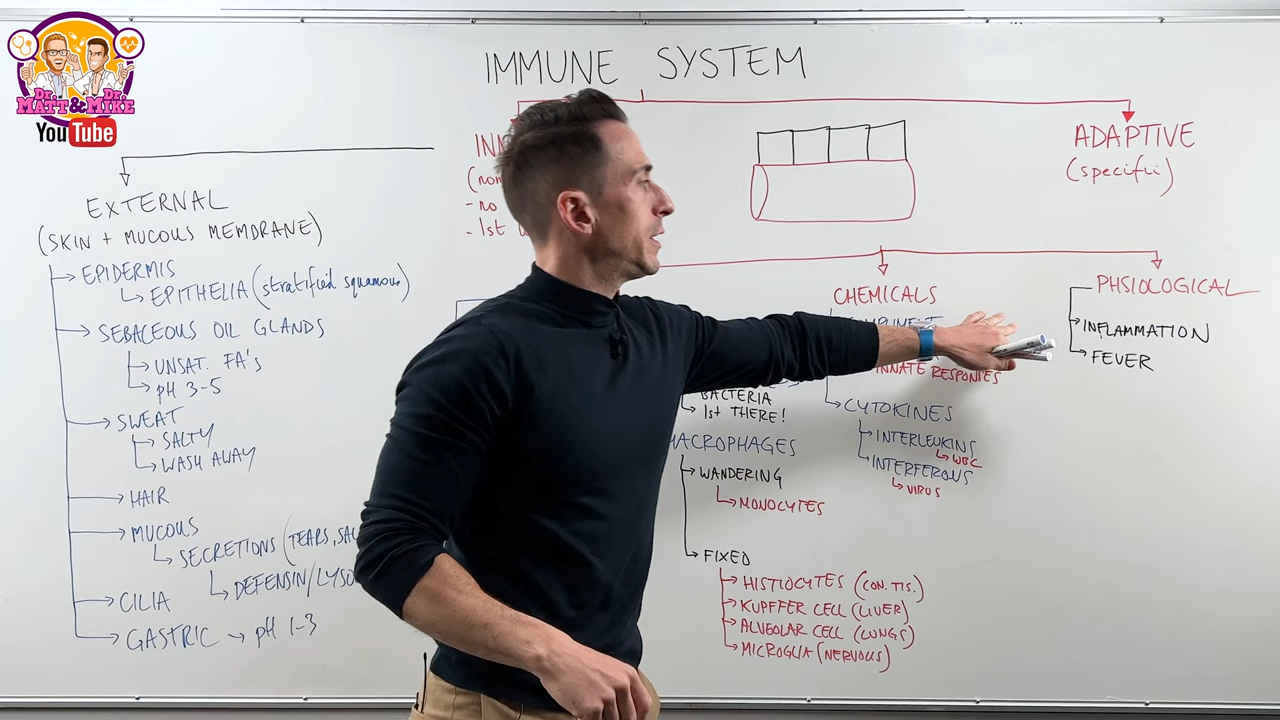 Dr. MATT & Dr. MIKE
YouTube
IMMUNE SYSTEM
ADAPTIVE
(specific)
EXTERNAL
(SKIN + MUCOUS MEMBRANE)
EPIDERMIS
EPITHELIA (stratified squamous)
SEBACEOUS OIL GLANDS
UNSAT. FA's
pH 3-5
SWEAT
SALTY
WASH AWAY
HAIR
MUCOUS
SECRETIONS (TEARS, SAL
DEFENSIN/LYSO
CILIA
GASTRIC → pH 1-3
- no
- 1st
BACTERIA
1st THERE!
MACROPHAGES
WANDERING
MONOCYTES
FIXED
HISTIOCYTES (CON. TIS.)
KUPFFER CELL (LIVER)
ALVEOLAR CELL (LUNGS)
MICROGLIA (NERVOUS)
CHEMICALS
INNATE RESPONSES
CYTOKINES
INTERLEUKINS
WBC
INTERFERONS
VIRUS
PHSIOLOGICAL
INFLAMMATION
FEVER